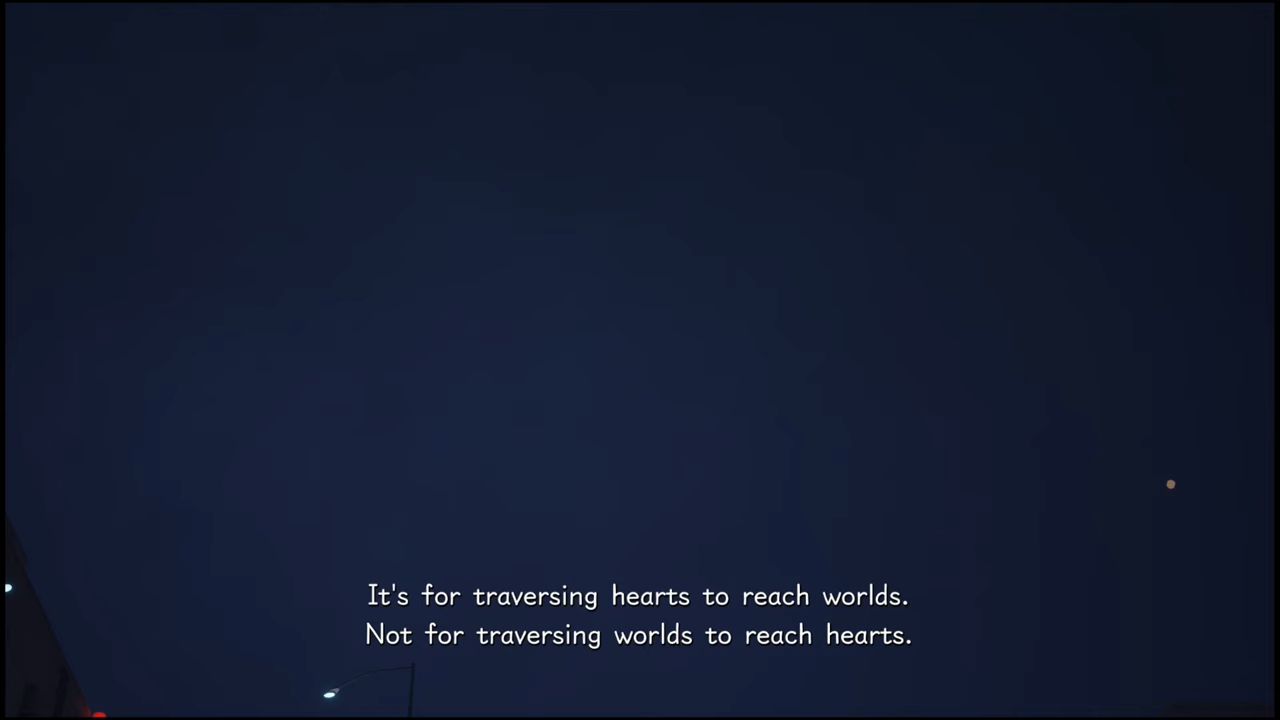 It's for traversing hearts to reach worlds.
Not for traversing worlds to reach hearts.